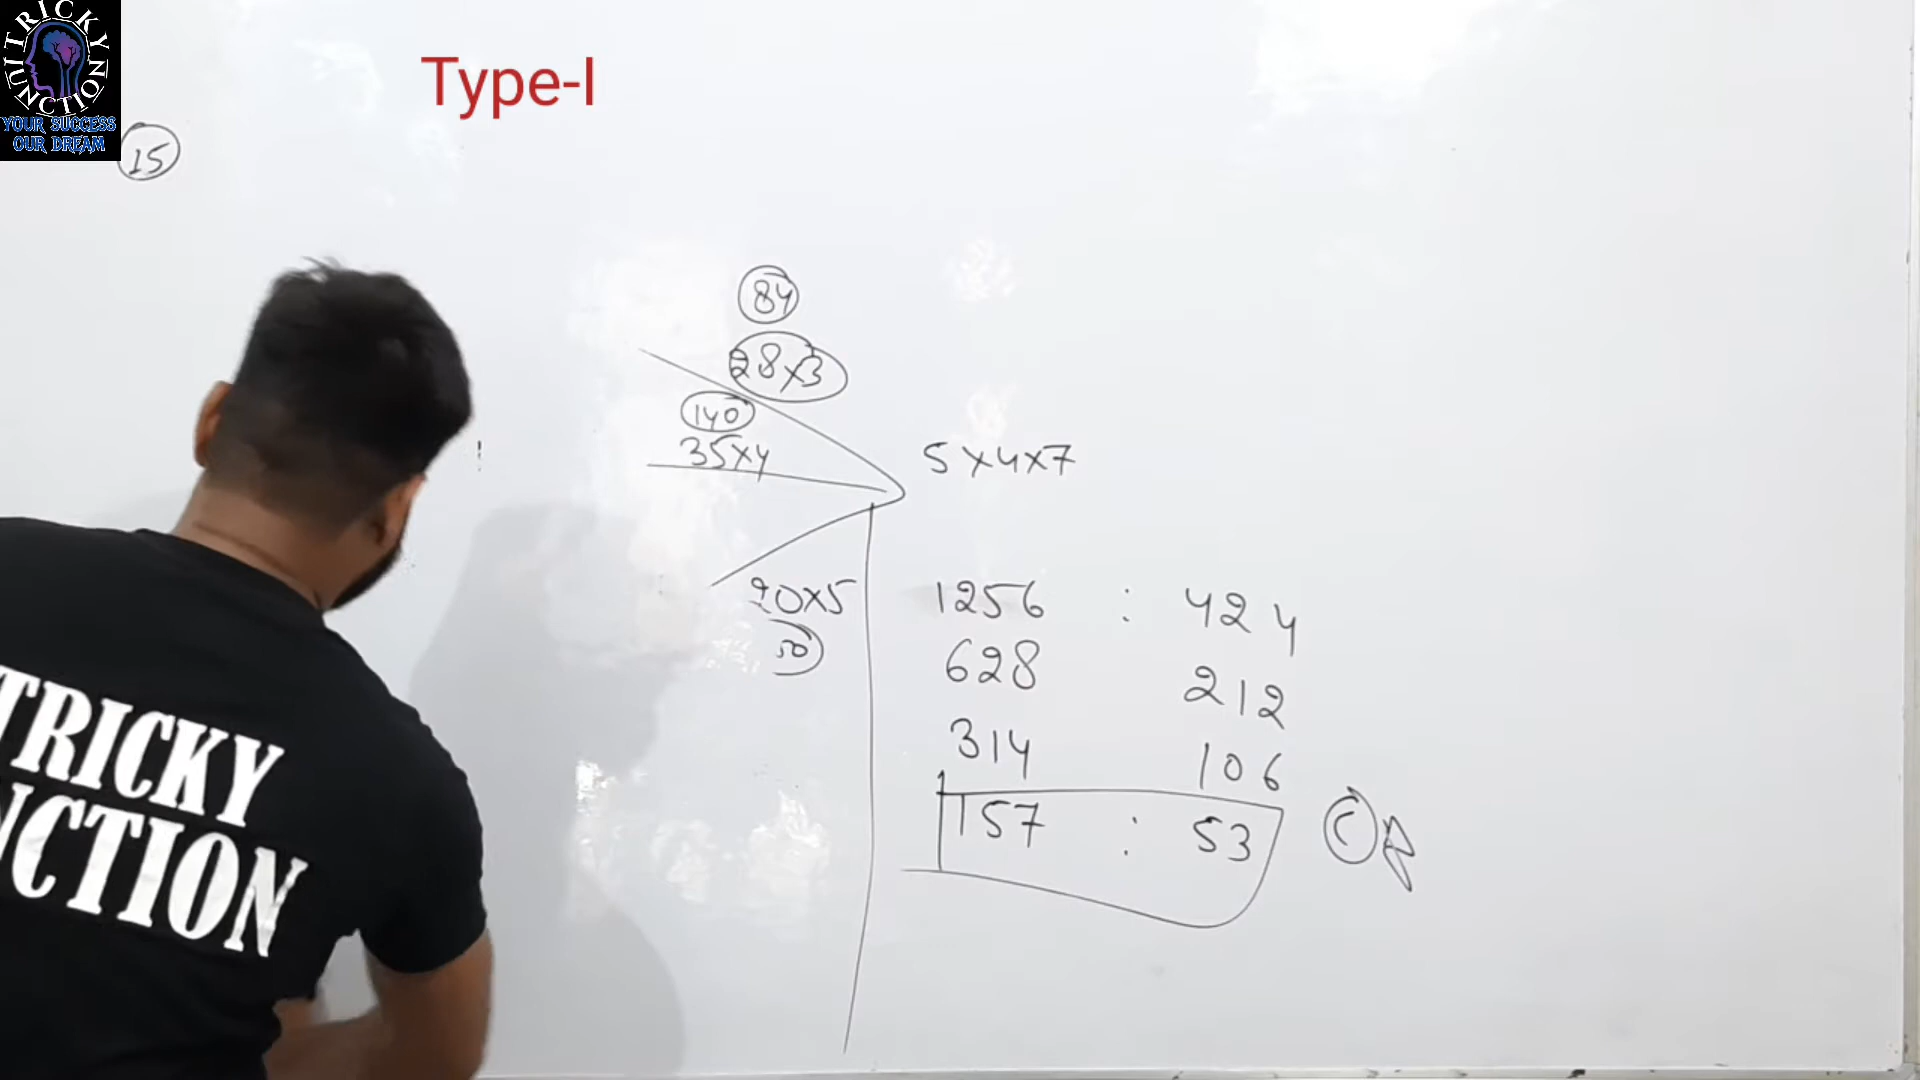 TRICKY
JUNCTION
YOUR SUCCESS
OUR DREAM
Type-I
15
84
28x3
140
35x4
5x4x7
20x5
1256 : 424
628 212
314 106
157 : 53
C
TRICKY
NCTION